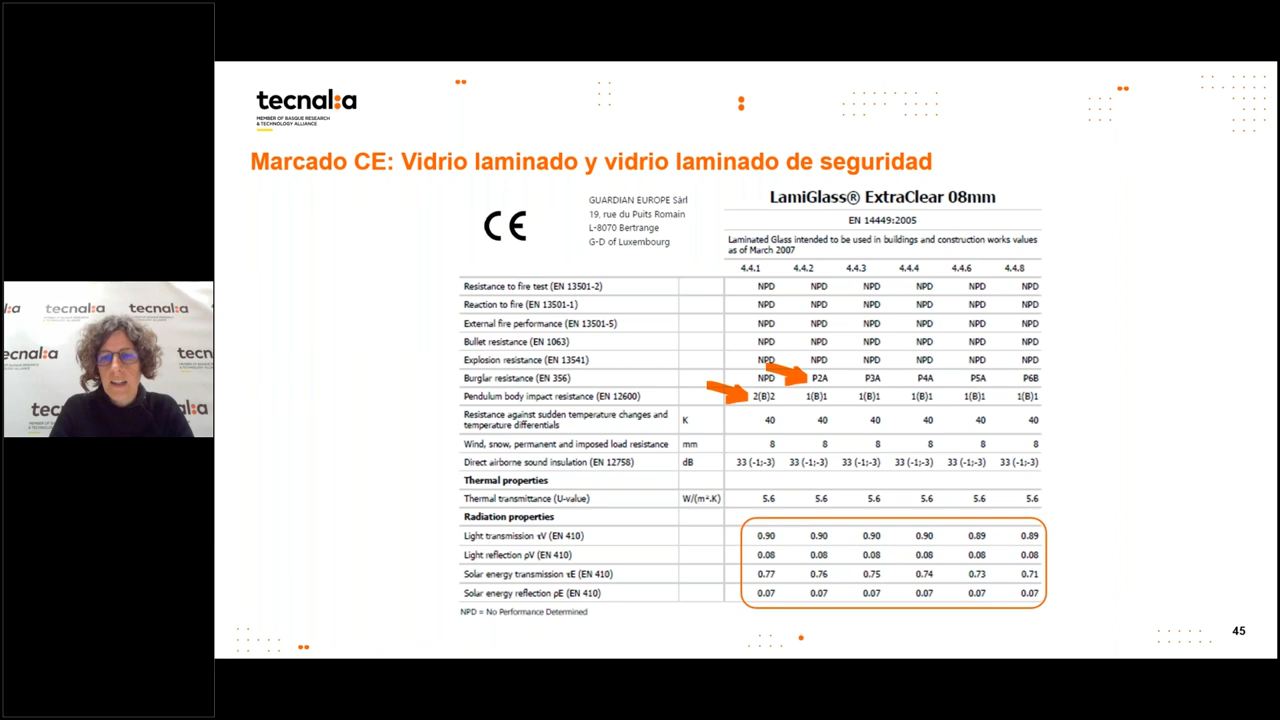 tecnal:a
MEMBER OF BASQUE RESEARCH
& TECHNOLOGY ALLIANCE
Marcado CE: Vidrio laminado y vidrio laminado de seguridad
CE
GUARDIAN EUROPE Sàrl
19, rue du Puits Romain
L-8070 Bertrange
G-D of Luxembourg
LamiGlass® ExtraClear 08mm
EN 14449:2005
Laminated Glass intended to be used in buildings and construction works values
as of March 2007
4.4.1 4.4.2 4.4.3 4.4.4 4.4.6 4.4.8
Resistance to fire test (EN 13501-2) NPD NPD NPD NPD NPD NPD
Reaction to fire (EN 13501-1) NPD NPD NPD NPD NPD NPD
External fire performance (EN 13501-5) NPD NPD NPD NPD NPD NPD
Bullet resistance (EN 1063) NPD NPD NPD NPD NPD NPD
Explosion resistance (EN 13541) NPD NPD NPD NPD NPD NPD
Burglar resistance (EN 356) NPD P2A P3A P4A P5A P6B
Pendulum body impact resistance (EN 12600) 2(B)2 1(B)1 1(B)1 1(B)1 1(B)1 1(B)1
Resistance against sudden temperature changes and
temperature differentials K 40 40 40 40 40 40
Wind, snow, permanent and imposed load resistance mm 8 8 8 8 8 8
Direct airborne sound insulation (EN 12758) dB 33 (-1;-3) 33 (-1;-3) 33 (-1;-3) 33 (-1;-3) 33 (-1;-3) 33 (-1;-3)
Thermal properties
Thermal transmittance (U-value) W/(m².K) 5.6 5.6 5.6 5.6 5.6 5.6
Radiation properties
Light transmission τV (EN 410) 0.90 0.90 0.90 0.90 0.89 0.89
Light reflection ρV (EN 410) 0.08 0.08 0.08 0.08 0.08 0.08
Solar energy transmission τE (EN 410) 0.77 0.76 0.75 0.74 0.73 0.71
Solar energy reflection ρE (EN 410) 0.07 0.07 0.07 0.07 0.07 0.07
NPD = No Performance Determined
45
tecnal:a tecnal:a